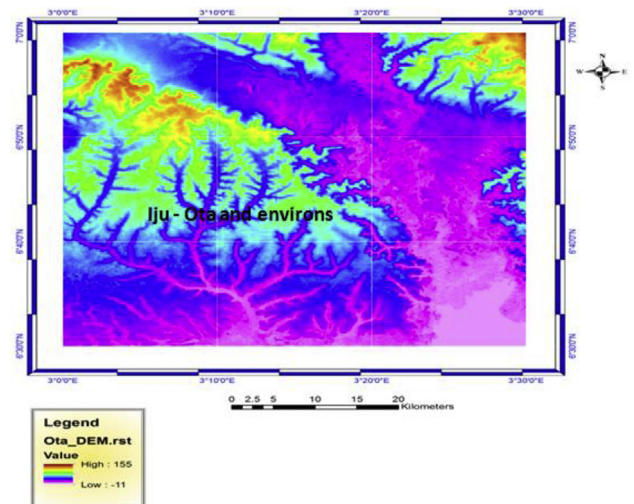 3°0'0"E 3°10'0"E 3°20'0"E 3°30'0"E
7°0'0"N 7°0'0"N
N
W E
S
6°50'0"N 6°50'0"N
Iju - Ota and environs
6°40'0"N 6°40'0"N
6°30'0"N 6°30'0"N
3°0'0"E 3°10'0"E 3°20'0"E 3°30'0"E
0 2.5 5 10 15 20
Kilometers
Legend
Ota_DEM.rst
Value
High : 155
Low : -11